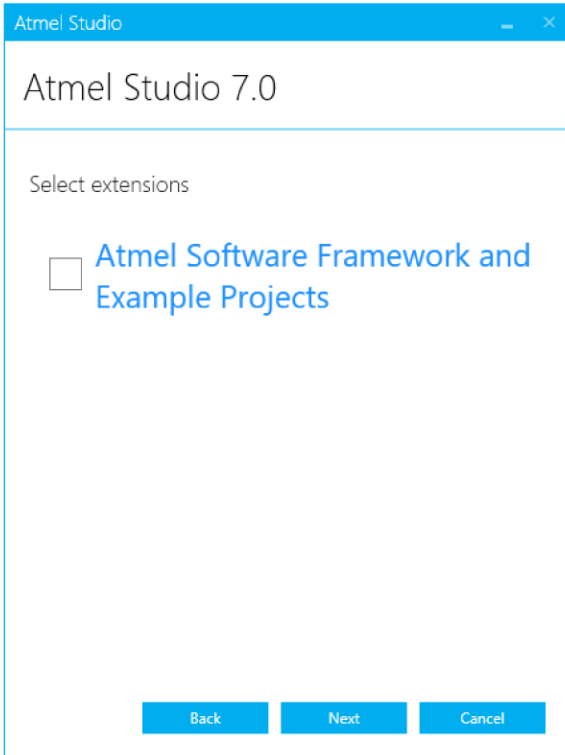 Atmel Studio
Atmel Studio 7.0
Select extensions
Atmel Software Framework and
Example Projects
Back Next Cancel